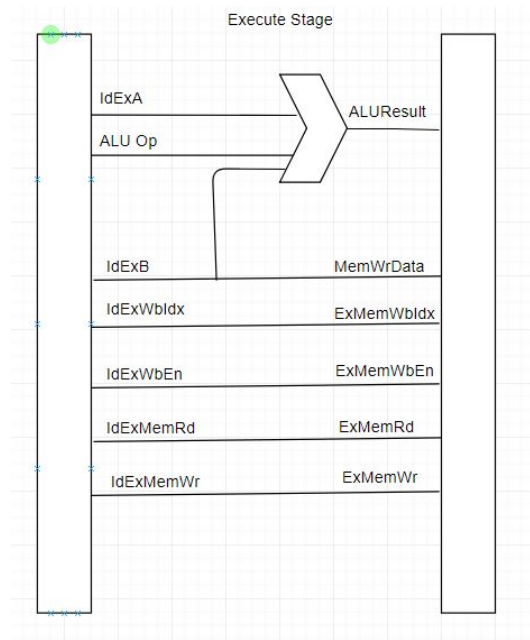 Execute Stage
IdExA
ALUResult
ALU Op
IdExB
MemWrData
IdExWbIdx
ExMemWbIdx
IdExWbEn
ExMemWbEn
IdExMemRd
ExMemRd
IdExMemWr
ExMemWr